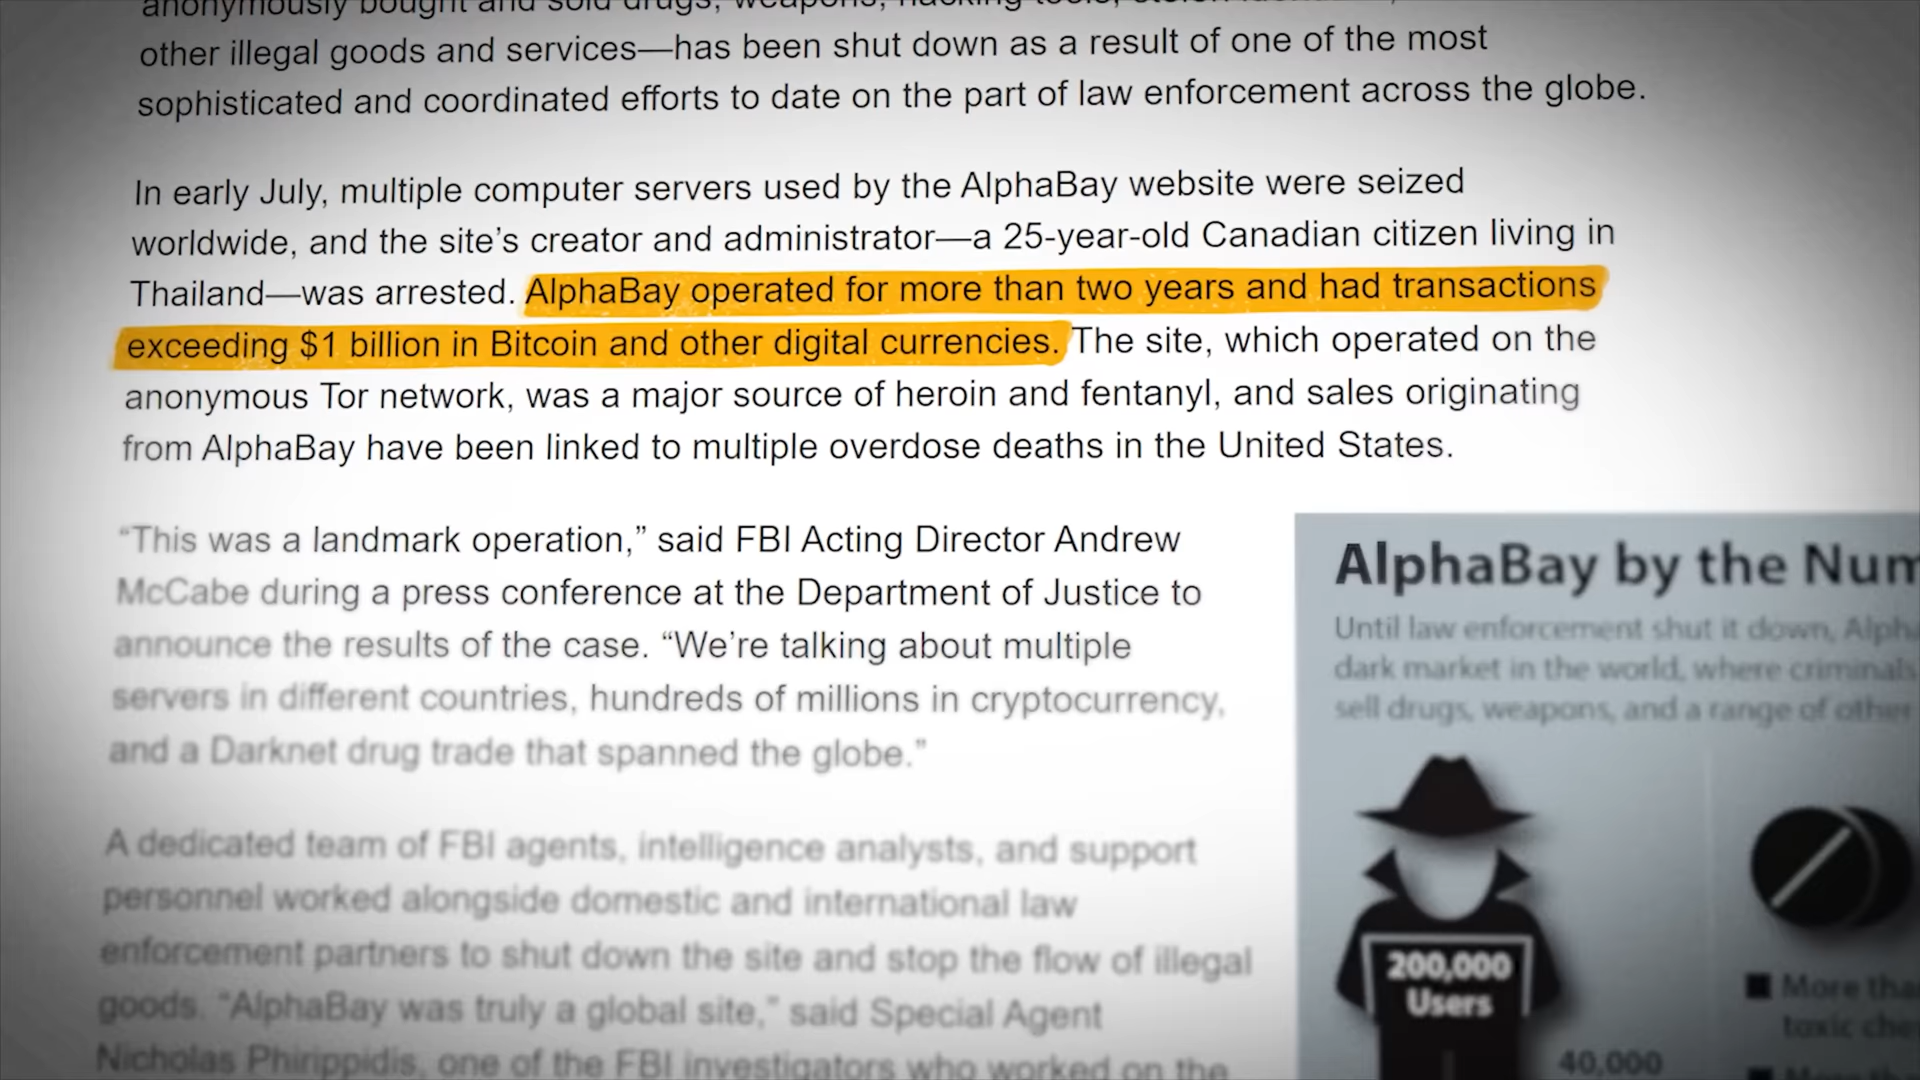 anonymously bought and sold drugs, weapons, hacking tools, stolen
other illegal goods and services—has been shut down as a result of one of the most
sophisticated and coordinated efforts to date on the part of law enforcement across the globe.
In early July, multiple computer servers used by the AlphaBay website were seized
worldwide, and the site’s creator and administrator—a 25-year-old Canadian citizen living in
Thailand—was arrested. AlphaBay operated for more than two years and had transactions
exceeding $1 billion in Bitcoin and other digital currencies. The site, which operated on the
anonymous Tor network, was a major source of heroin and fentanyl, and sales originating
from AlphaBay have been linked to multiple overdose deaths in the United States.
“This was a landmark operation,” said FBI Acting Director Andrew
McCabe during a press conference at the Department of Justice to
announce the results of the case. “We’re talking about multiple
servers in different countries, hundreds of millions in cryptocurrency,
and a Darknet drug trade that spanned the globe.”
A dedicated team of FBI agents, intelligence analysts, and support
personnel worked alongside domestic and international law
enforcement partners to shut down the site and stop the flow of illegal
goods. “AlphaBay was truly a global site,” said Special Agent
Nicholas Phirippidis, one of the FBI investigators who worked on the
AlphaBay by the Num
Until law enforcement shut it down, Alpha
dark market in the world, where criminals
sell drugs, weapons, and a range of other
200,000
Users
40,000
More tha
toxic che